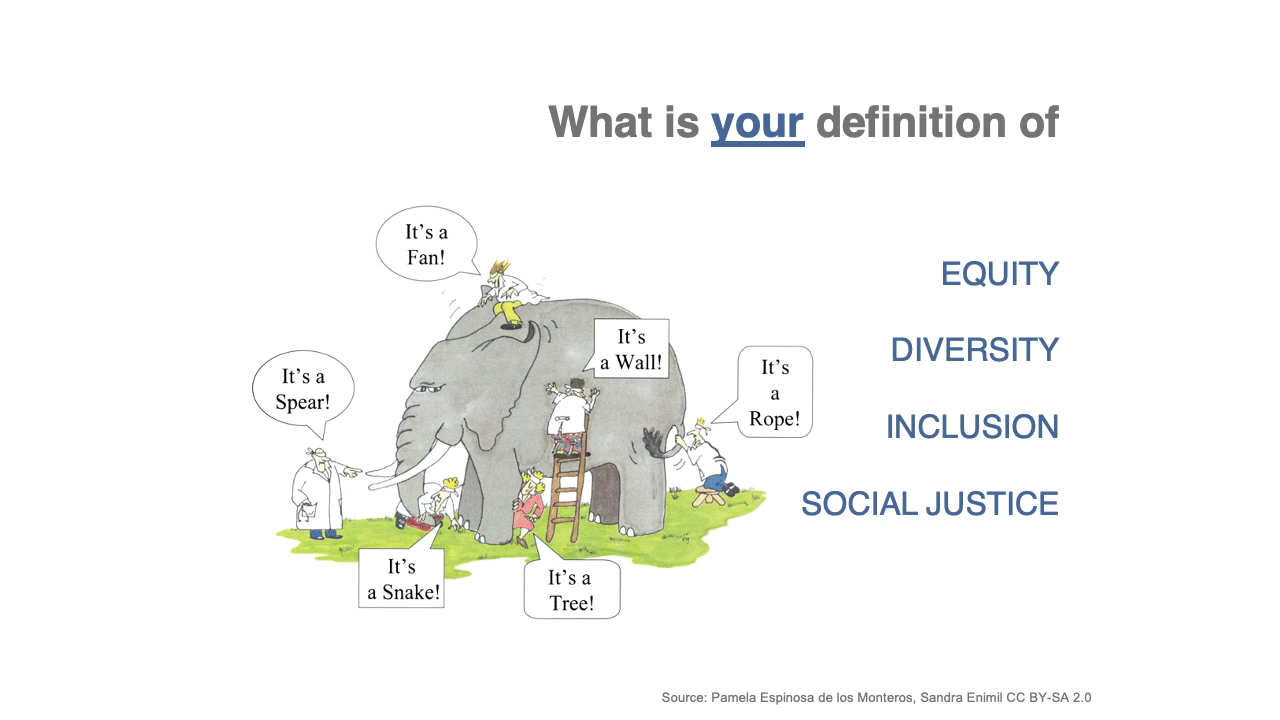 What is your definition of
It’s a
Fan!
It’s
a Wall!
It’s a
Spear!
It’s
a
Rope!
It’s
a Snake!
It’s a
Tree!
EQUITY
DIVERSITY
INCLUSION
SOCIAL JUSTICE
Source: Pamela Espinosa de los Monteros, Sandra Enimil CC BY-SA 2.0